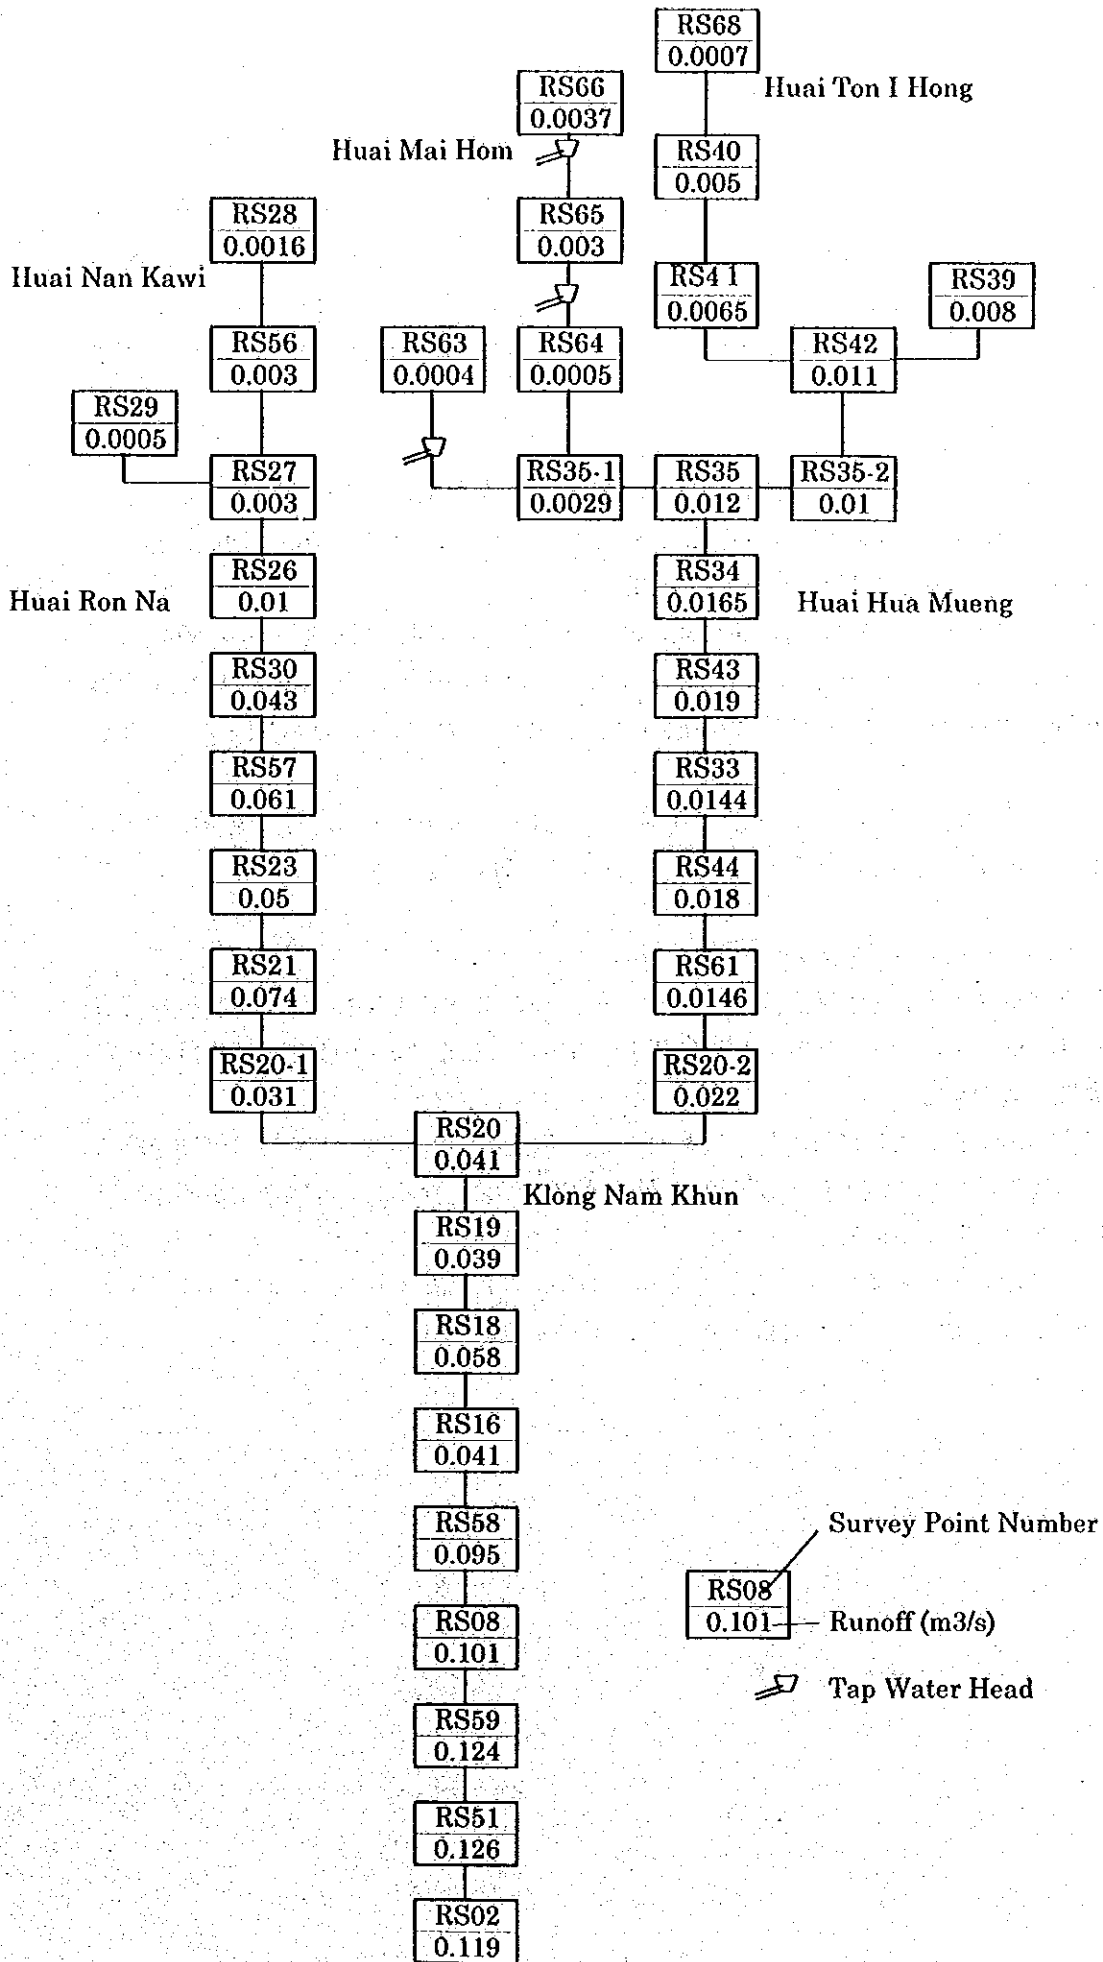 RS68
0.0007
Huai Ton I Hong
RS66
0.0037
Huai Mai Hom
RS40
0.005
RS28
0.0016
RS65
0.003
Huai Nan Kawi
RS4 1
0.0065
RS39
0.008
RS56
0.003
RS63
0.0004
RS64
0.0005
RS42
0.011
RS29
0.0005
RS27
0.003
RS35-1
0.0029
RS35
0.012
RS35-2
0.01
Huai Ron Na
RS26
0.01
RS34
0.0165
Huai Hua Mueng
RS30
0.043
RS43
0.019
RS57
0.061
RS33
0.0144
RS23
0.05
RS44
0.018
RS21
0.074
RS61
0.0146
RS20-1
0.031
RS20-2
0.022
RS20
0.041
Klong Nam Khun
RS19
0.039
RS18
0.058
RS16
0.041
RS58
0.095
RS08
0.101
RS59
0.124
RS51
0.126
RS02
0.119
Survey Point Number
RS08
0.101
Runoff (m3/s)
Tap Water Head